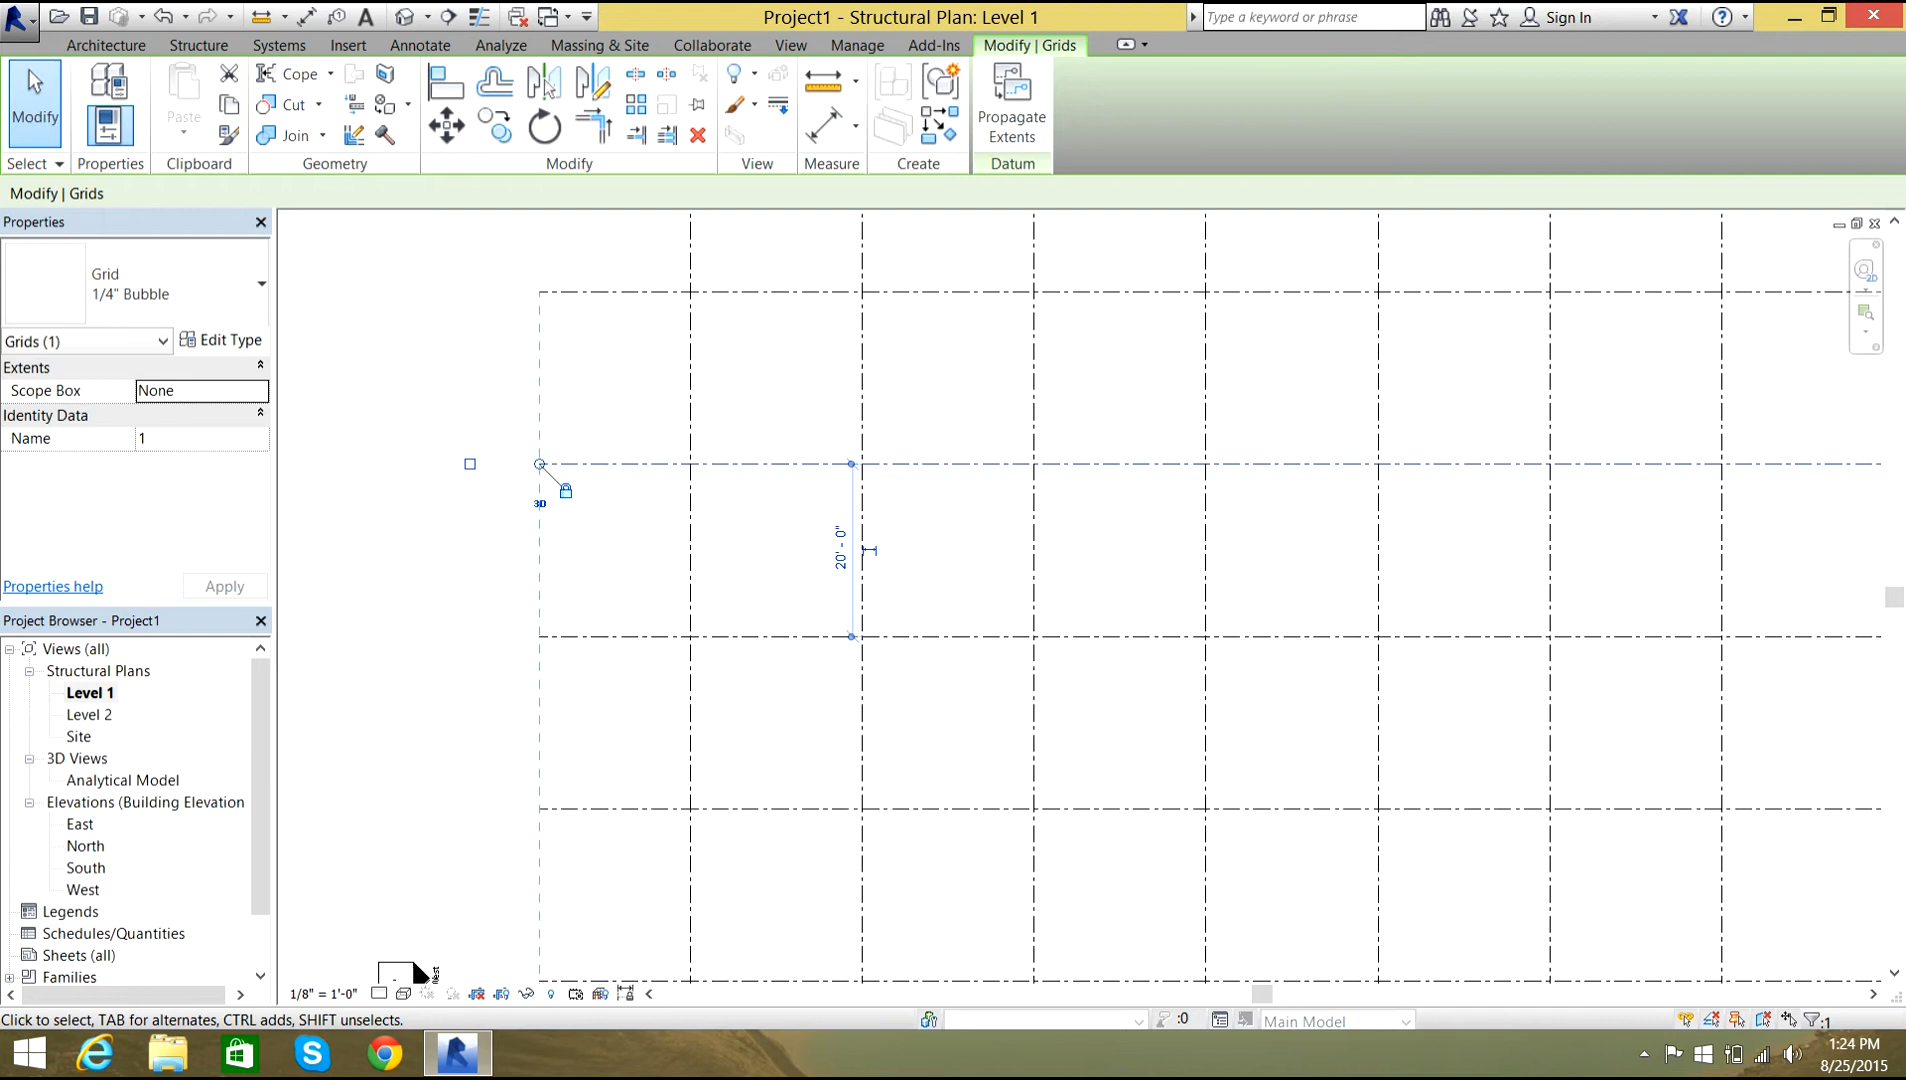 Project1 - Structural Plan: Level 1
Type a keyword or phrase
Sign In
Architecture
Structure
Systems
Insert
Annotate
Analyze
Massing & Site
Collaborate
View
Manage
Add-Ins
Modify | Grids
Modify
Paste
Cope
Cut
Join
Propagate
Extents
Select
Properties
Clipboard
Geometry
Modify
View
Measure
Create
Datum
Modify | Grids
Properties
Grid
1/4" Bubble
Grids (1)
Edit Type
Extents
Scope Box
None
Identity Data
Name
1
Properties help
Apply
Project Browser - Project1
Views (all)
Structural Plans
Level 1
Level 2
Site
3D Views
Analytical Model
Elevations (Building Elevation
East
North
South
West
Legends
Schedules/Quantities
Sheets (all)
Families
2D
3D
20' - 0"
1/8" = 1'-0"
Click to select, TAB for alternates, CTRL adds, SHIFT unselects.
:0
Main Model
:1
1:24 PM
8/25/2015